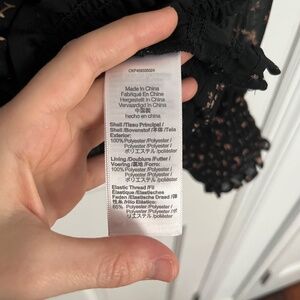 Made In China
Fabriqué En Chine
Hergestellt In China
Vervaardigd In China
中国製
hecho en china
Shell /Tissu Principal /
Shell /Bovenstof /本体 /Tela
Exterior:
100% Polyester /Polyester /
Polyester /Polyester /
ポリエステル /poliéster
Lining /Doublure /Futter /
Voering /裏地 /Forro:
100% Polyester /Polyester /
Polyester /Polyester /
ポリエステル /poliéster
Elastic Thread /Fil
Élastique /Elastisches
Faden /Elastische Draad /
/Hilo Elástico:
65% Polyester /Polyester /
Polyester /Polyester /
ポリエステル /poliéster